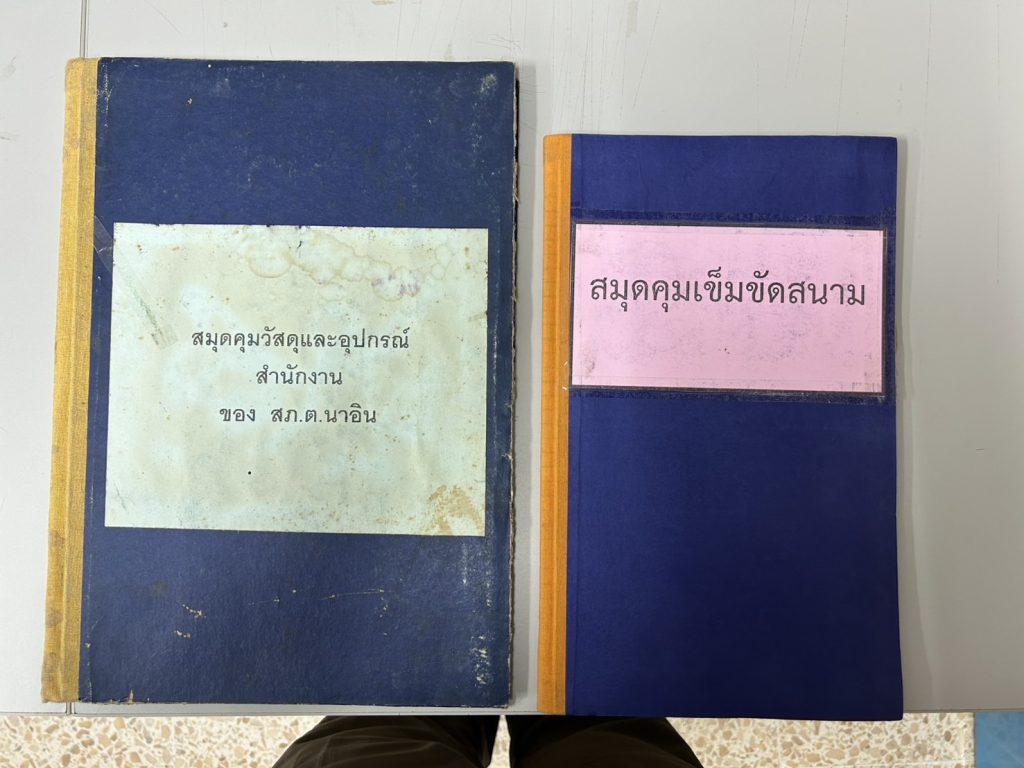 สมุดคุมวัสดุและอุปกรณ์
สำนักงาน
ของ สภ.ต.นาอิน
สมุดคุมเข็มขัดสนาม